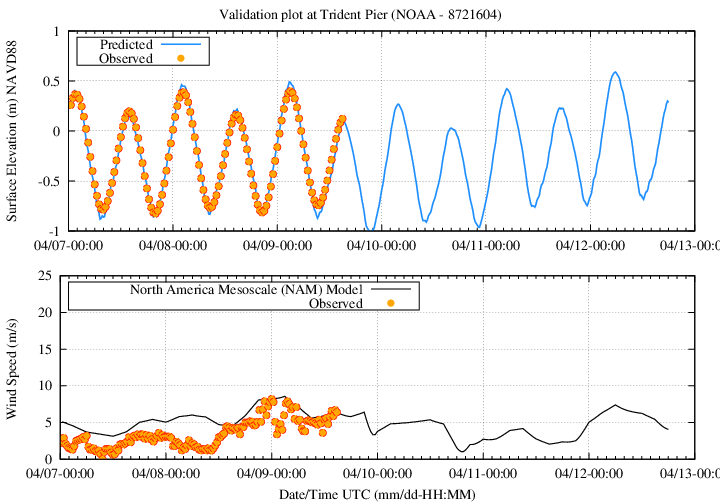 Validation plot at Trident Pier (NOAA - 8721604)
Surface Elevation (m) NAVD88
1
0.5
0
-0.5
-1
Predicted
Observed
04/07-00:00 04/08-00:00 04/09-00:00 04/10-00:00 04/11-00:00 04/12-00:00 04/13-00:0
Wind Speed (m/s)
25
20
15
10
5
0
North America Mesoscale (NAM) Model
Observed
04/07-00:00 04/08-00:00 04/09-00:00 04/10-00:00 04/11-00:00 04/12-00:00 04/13-00:0
Date/Time UTC (mm/dd-HH:MM)